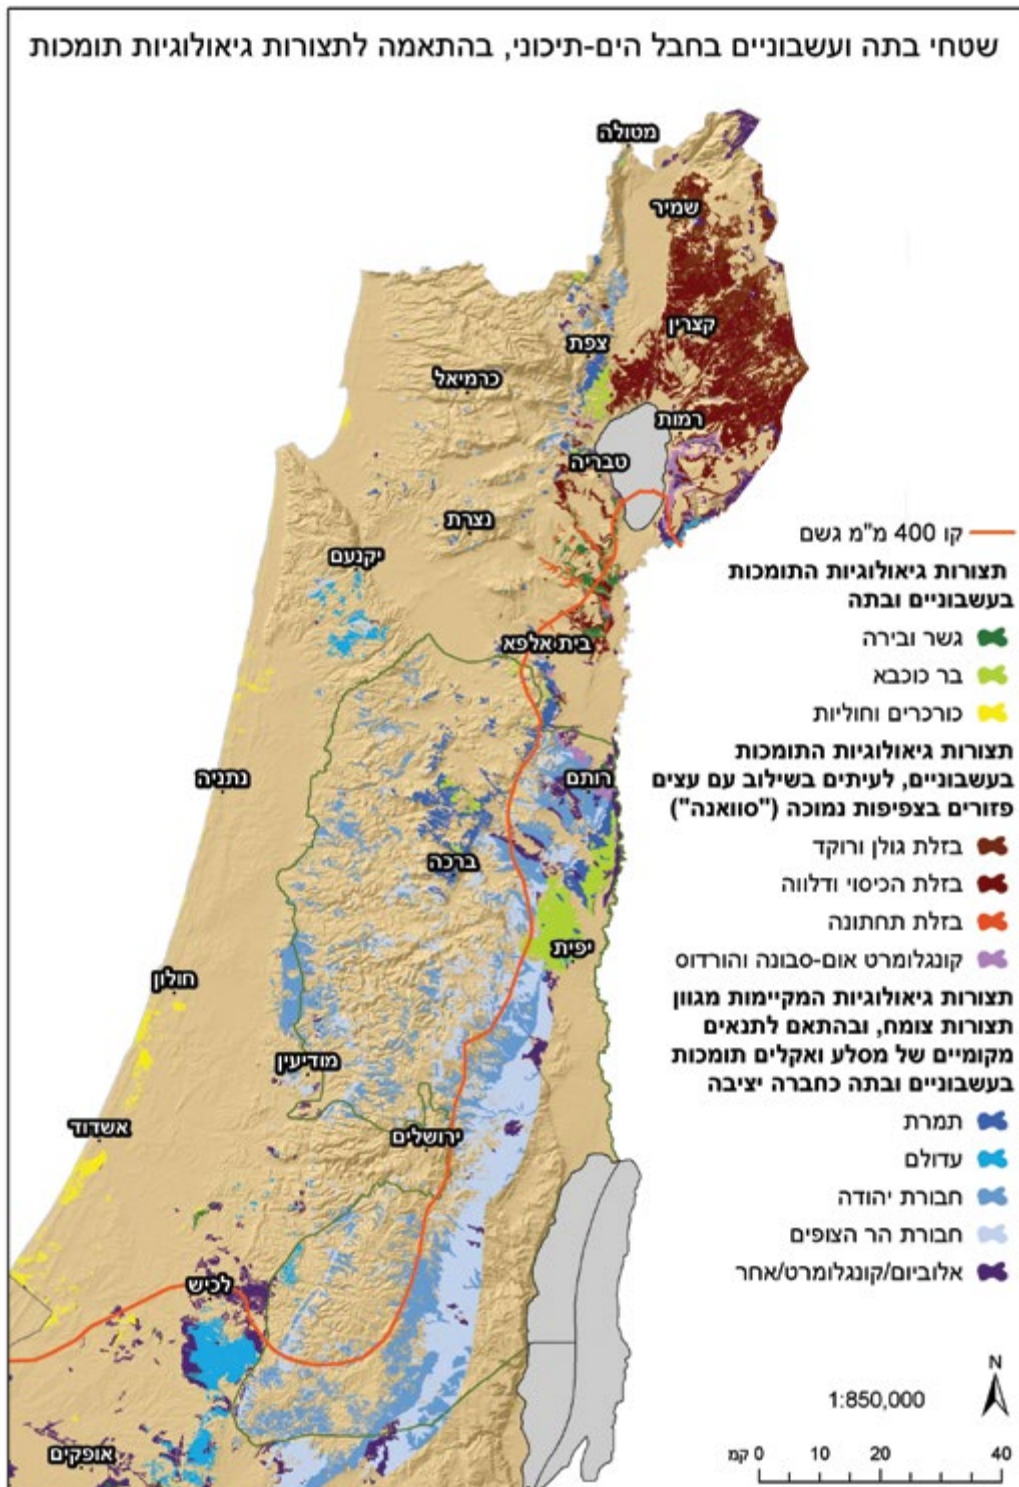 שטחי בתה ועשבוניים בחבל הים-תיכוני, בהתאמה לתצורות גיאולוגיות תומכות
מטולה
שמיר
קצרין
צפת
כרמיאל
רמות
טבריה
נצרת
יקנעם
בית אלפא
נתניה
רותם
ברכה
יפית
חולון
מודיעין
אשדוד
ירושלים
לכיש
אופקים
קו 400 מ"מ גשם
תצורות גיאולוגיות התומכות
בעשבוניים ובתה
גשר ובירה
בר כוכבא
כורכרים וחוליות
תצורות גיאולוגיות התומכות
בעשבוניים, לעיתים בשילוב עם עצים
פזורים בצפיפות נמוכה ("סוואנה")
בזלת גולן ורוקד
בזלת הכיסוי ודלווה
בזלת תחתונה
קונגלומרט אום-סבונה והורדוס
תצורות גיאולוגיות המקיימות מגוון
תצורות צומח, ובהתאם לתנאים
מקומיים של מסלע ואקלים תומכות
בעשבוניים ובתה כחברה יציבה
תמרת
עדולם
חבורת יהודה
חבורת הר הצופים
אלוביום/קונגלומרט/אחר
N
1:850,000
קמ 0 10 20 40